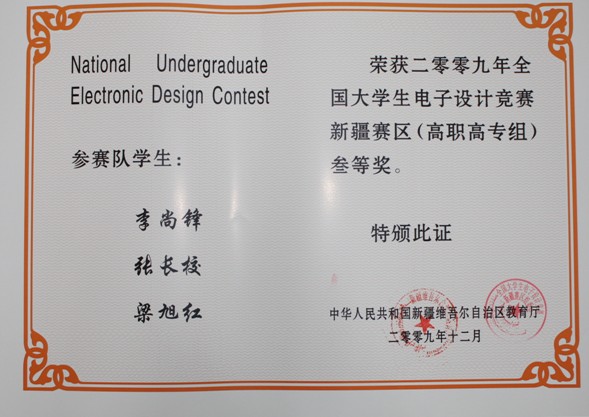 National Undergraduate
Electronic Design Contest
参赛队学生：
李尚锋
张长校
梁旭红
荣获二零零九年全
国大学生电子设计竞赛
新疆赛区（高职高专组）
叁等奖。
特颁此证
中华人民共和国新疆维吾尔自治区教育厅
二零零九年十二月